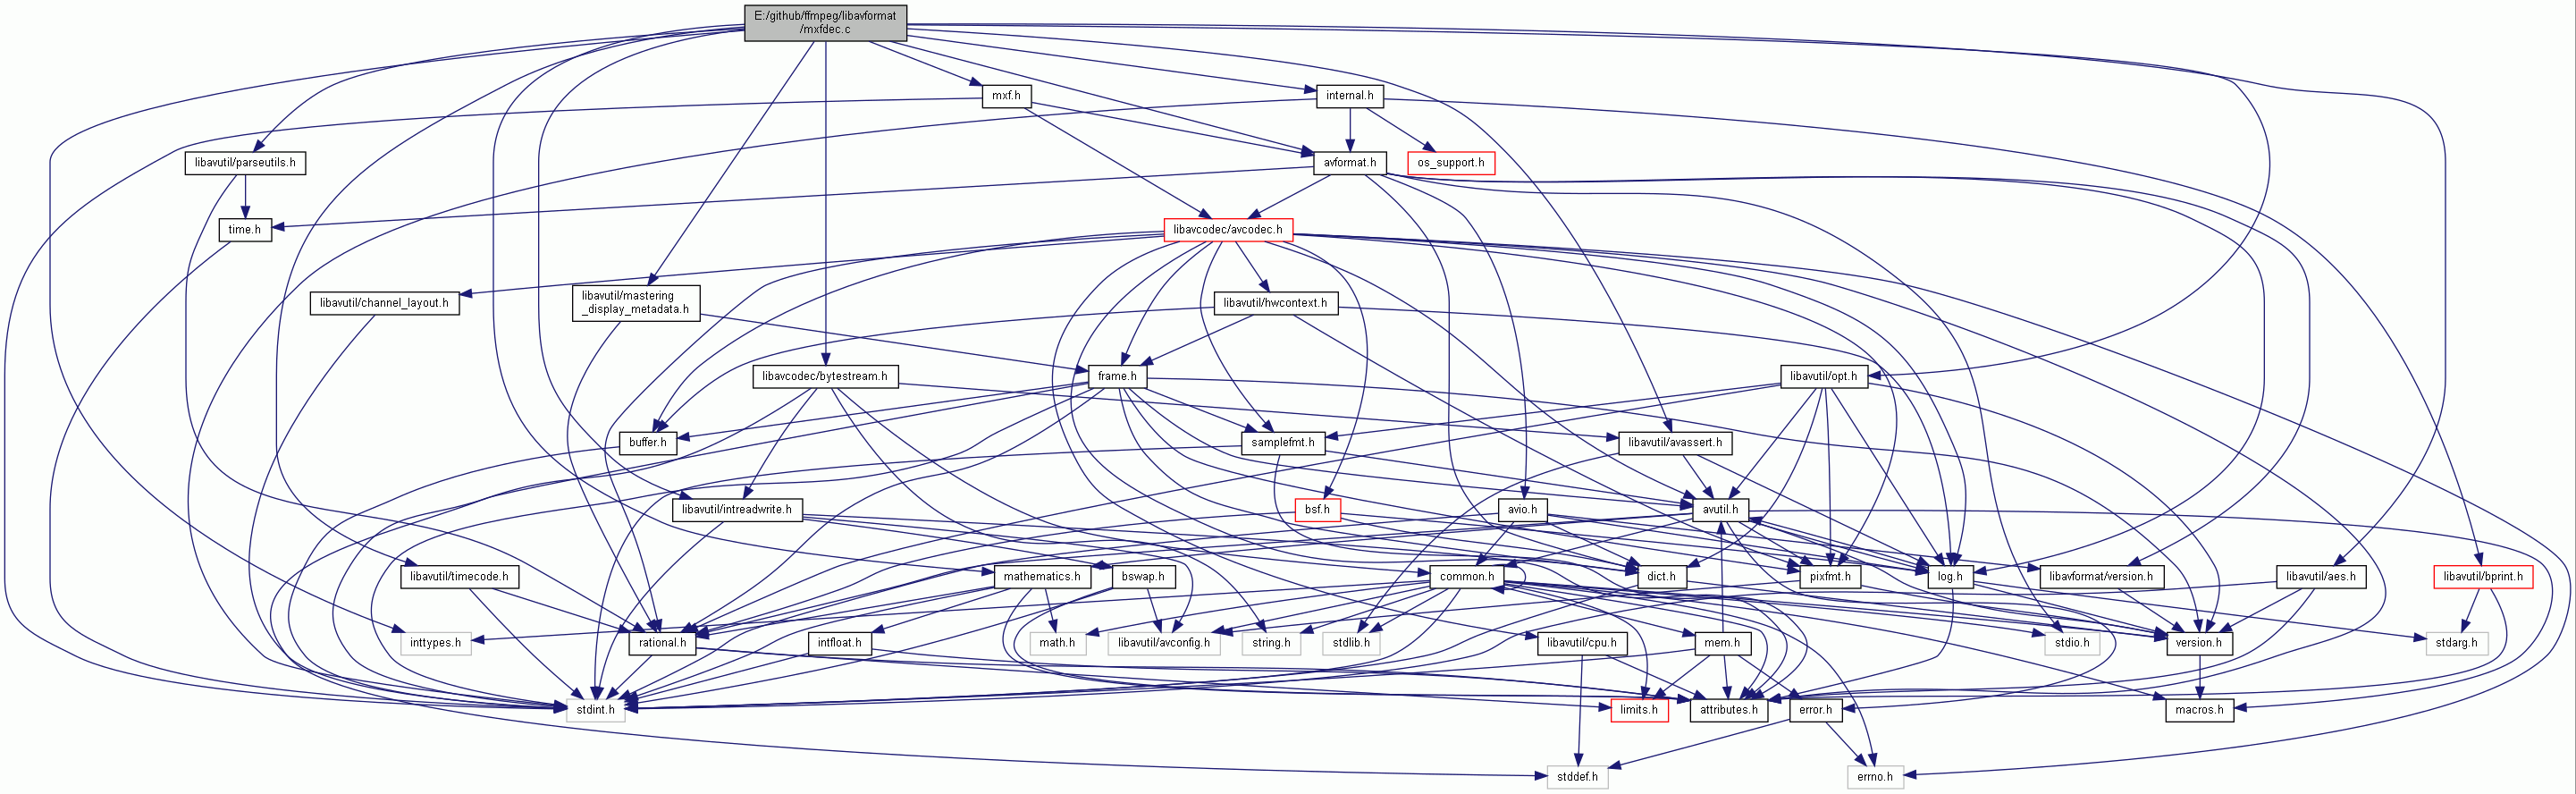 E:/github/ffmpeg/libavformat
/mxfdec.c
mxf.h
internal.h
libavutil/parseutils.h
avformat.h
os_support.h
time.h
libavcodec/avcodec.h
libavutil/channel_layout.h
libavutil/mastering
_display_metadata.h
libavutil/hwcontext.h
libavcodec/bytestream.h
frame.h
libavutil/opt.h
buffer.h
samplefmt.h
libavutil/avassert.h
libavutil/intreadwrite.h
bsf.h
avio.h
avutil.h
libavutil/timecode.h
mathematics.h
bswap.h
common.h
dict.h
pixfmt.h
log.h
libavformat/version.h
libavutil/aes.h
libavutil/bprint.h
inttypes.h
rational.h
intfloat.h
math.h
libavutil/avconfig.h
string.h
stdlib.h
libavutil/cpu.h
mem.h
stdio.h
version.h
stdarg.h
stdint.h
limits.h
attributes.h
error.h
macros.h
stddef.h
errno.h